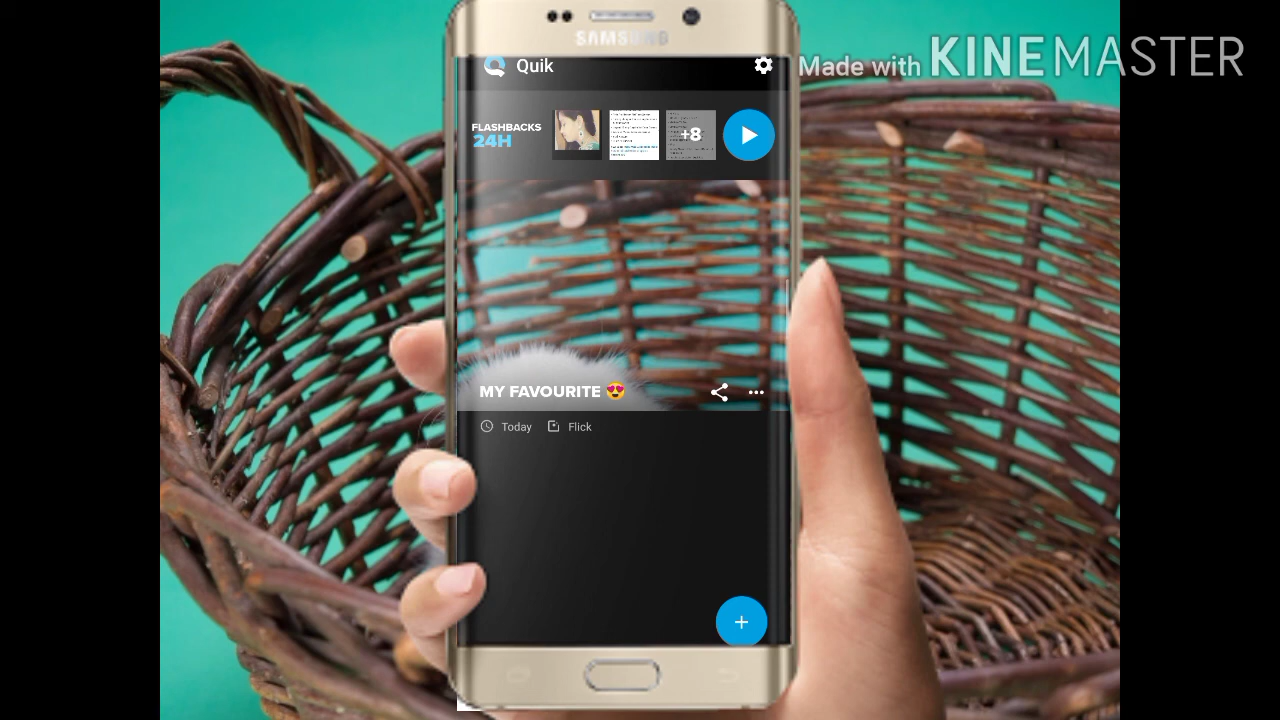 SAMSUNG
Made with KINEMASTER
Quik
FLASHBACKS
24H
+8
MY FAVOURITE 😍
Today Flick